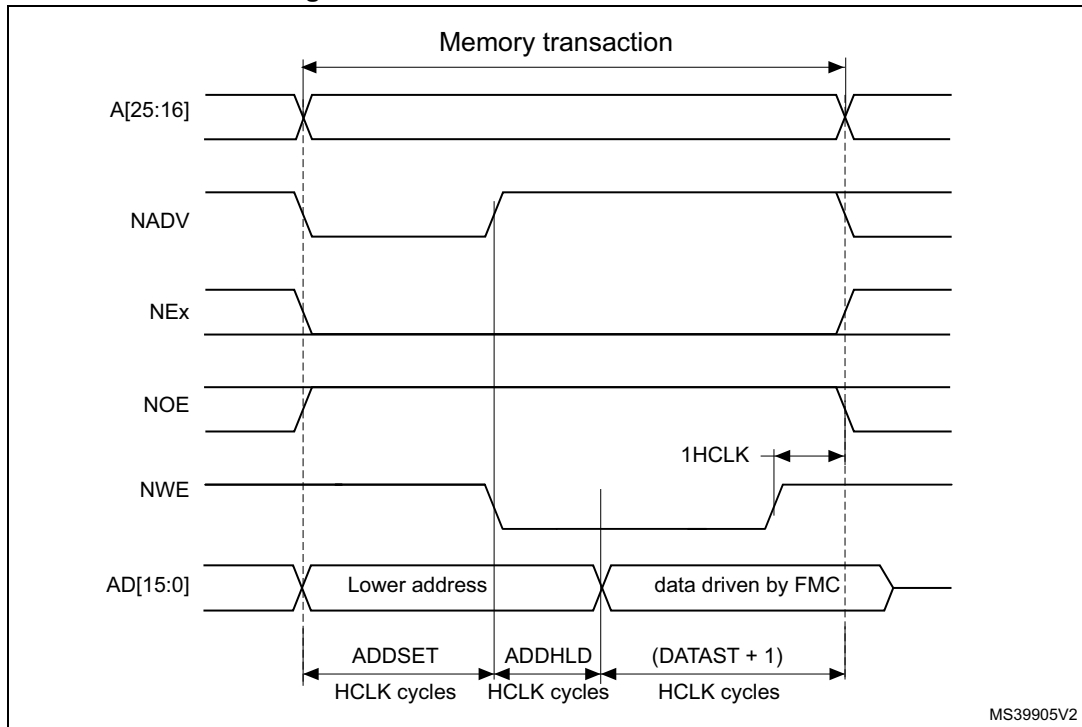 Memory transaction
A[25:16]
NADV
NEx
NOE
1HCLK
NWE
AD[15:0]
Lower address
data driven by FMC
ADDSET
ADDHLD
(DATAST + 1)
HCLK cycles
HCLK cycles
HCLK cycles
MS39905V2